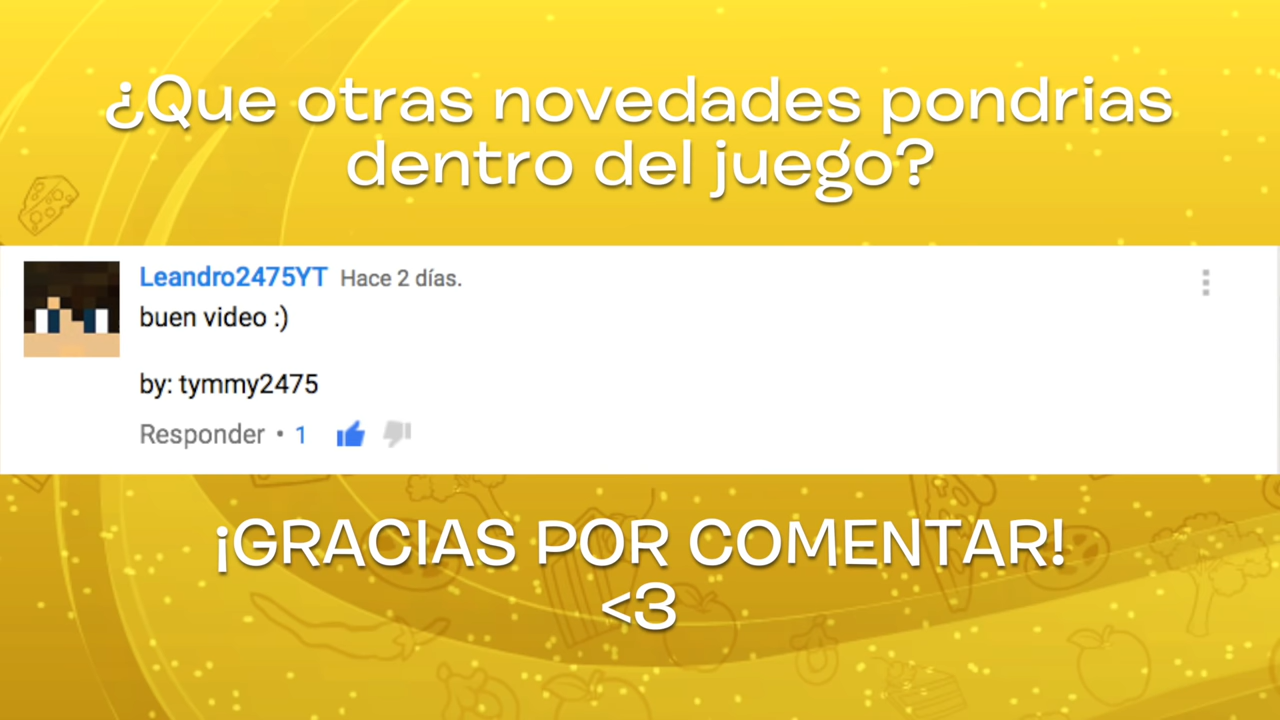 ¿Que otras novedades pondrias
dentro del juego?
Leandro2475YT Hace 2 días.
buen video :)
by: tymmy2475
Responder • 1
¡GRACIAS POR COMENTAR!
<3